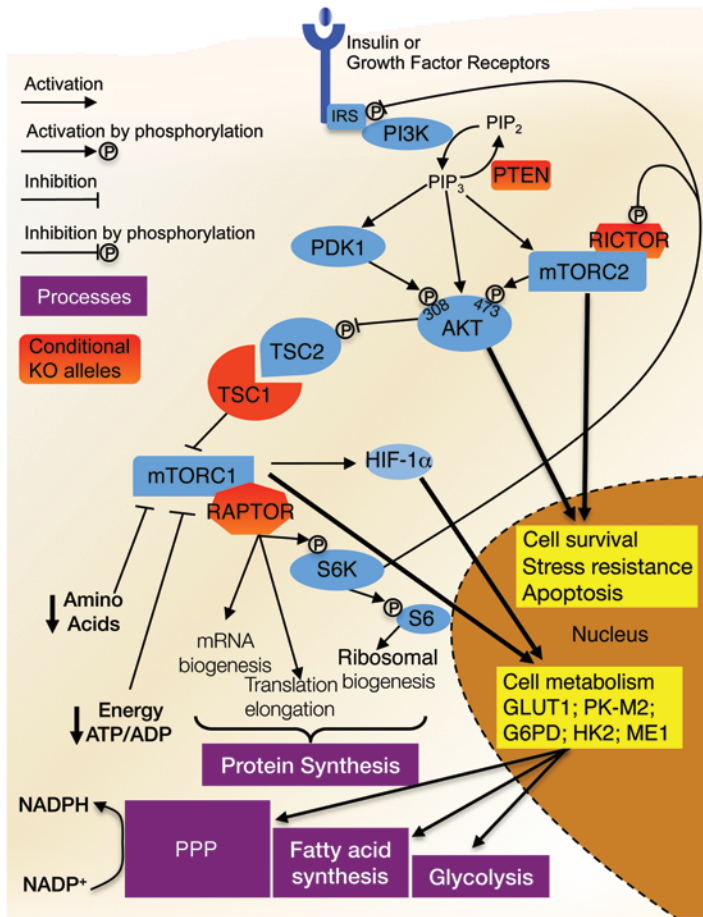 Insulin or
Growth Factor Receptors
Activation
Activation by phosphorylation
P
Inhibition
Inhibition by phosphorylation
P
Processes
Conditional
KO alleles
IRS
P
PI3K
PIP2
PIP3
PTEN
P
RICTOR
mTORC2
PDK1
P
308
P
473
AKT
P
TSC2
TSC1
mTORC1
RAPTOR
HIF-1α
P
S6K
P
S6
Amino
Acids
Energy
ATP/ADP
mRNA
biogenesis
Translation
elongation
Ribosomal
biogenesis
Protein Synthesis
Cell survival
Stress resistance
Apoptosis
Nucleus
Cell metabolism
GLUT1; PK-M2;
G6PD; HK2; ME1
NADPH
NADP+
PPP
Fatty acid
synthesis
Glycolysis